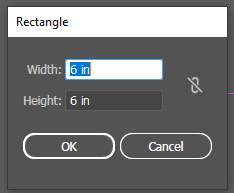 Rectangle
Width: 6 in
Height: 6 in
OK Cancel